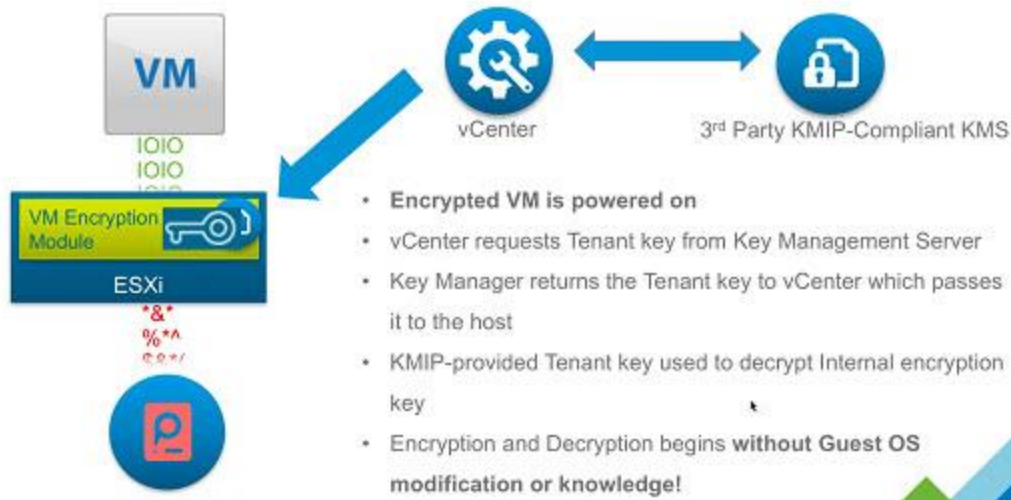 VM
vCenter
3rd Party KMIP-Compliant KMS
IOIO
IOIO
IOIO
VM Encryption
Module
ESXi
*&*
%*^
• Encrypted VM is powered on
• vCenter requests Tenant key from Key Management Server
• Key Manager returns the Tenant key to vCenter which passes
it to the host
• KMIP-provided Tenant key used to decrypt Internal encryption
key
• Encryption and Decryption begins without Guest OS
modification or knowledge!